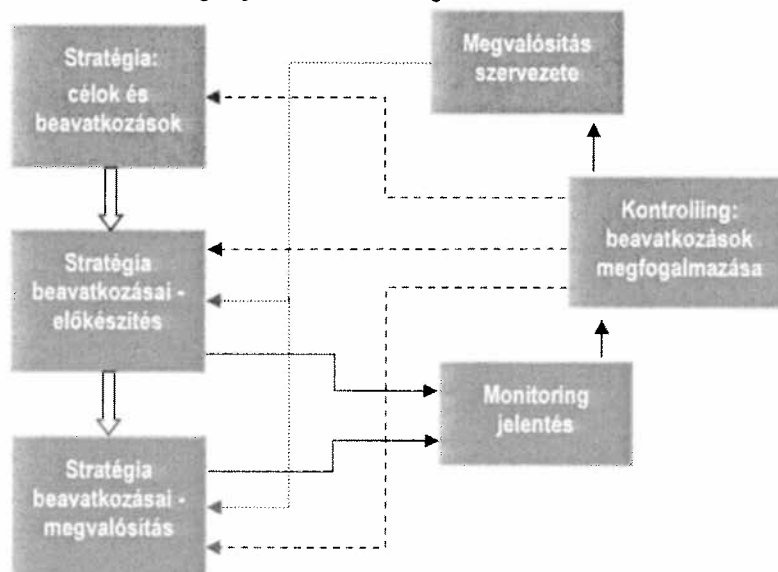 Stratégia:
célok és
beavatkozások
Megvalósítás
szervezete
Stratégia
beavatkozásai -
előkészítés
Kontrolling:
beavatkozások
megfogalmazása
Monitoring
jelentés
Stratégia
beavatkozásai -
megvalósítás